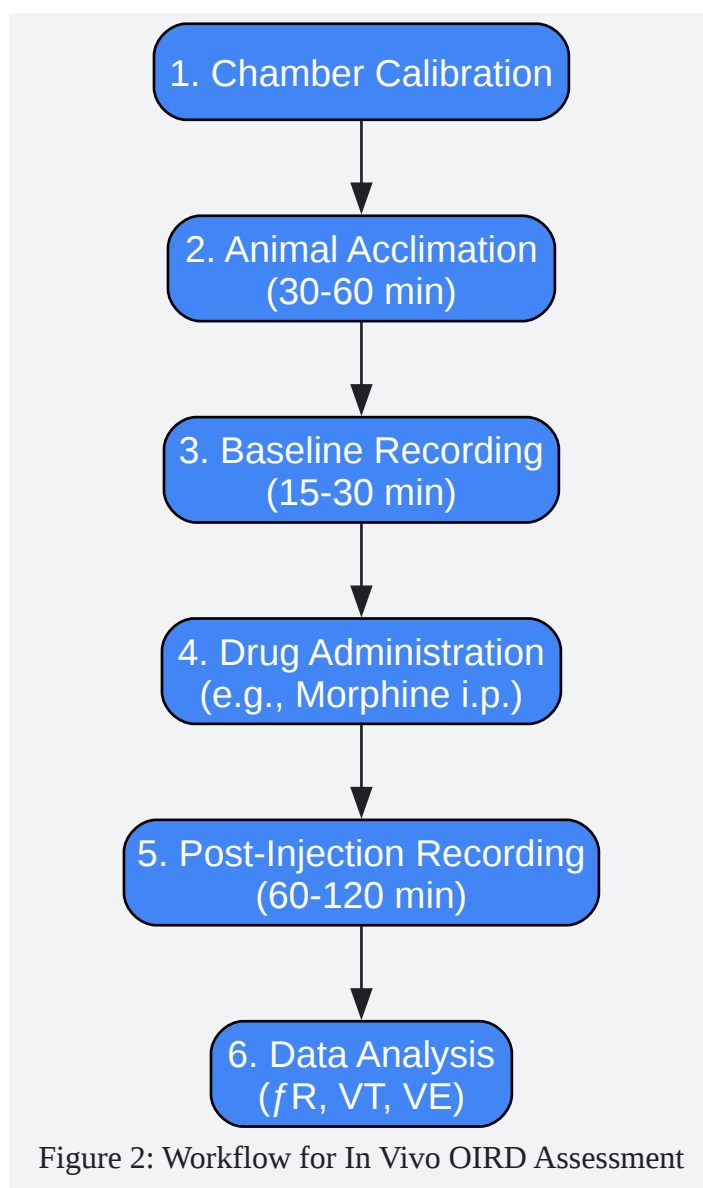 1. Chamber Calibration
2. Animal Acclimation
(30-60 min)
3. Baseline Recording
(15-30 min)
4. Drug Administration
(e.g., Morphine i.p.)
5. Post-Injection Recording
(60-120 min)
6. Data Analysis
(ƒR, VT, VE)
Figure 2: Workflow for In Vivo OIRD Assessment